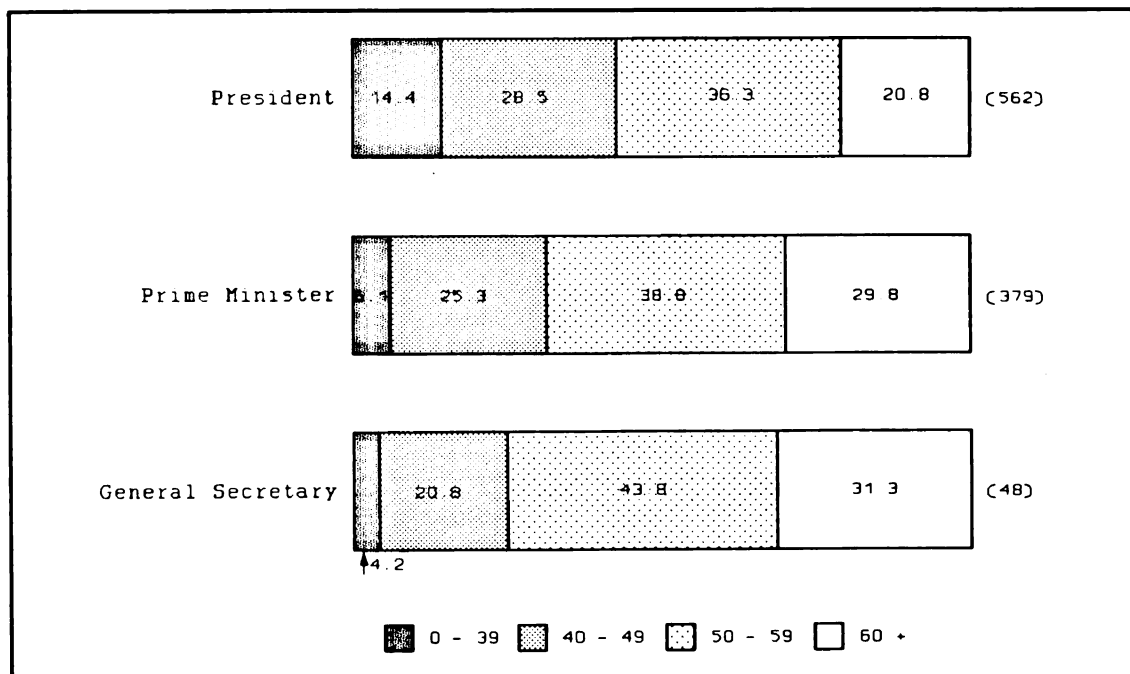 President 14.4 28.5 36.3 20.8 (562)
Prime Minister 25.3 38.8 29.8 (379)
General Secretary 20.8 43.8 31.3 (48)
4.2
0 - 39 40 - 49 50 - 59 60 +